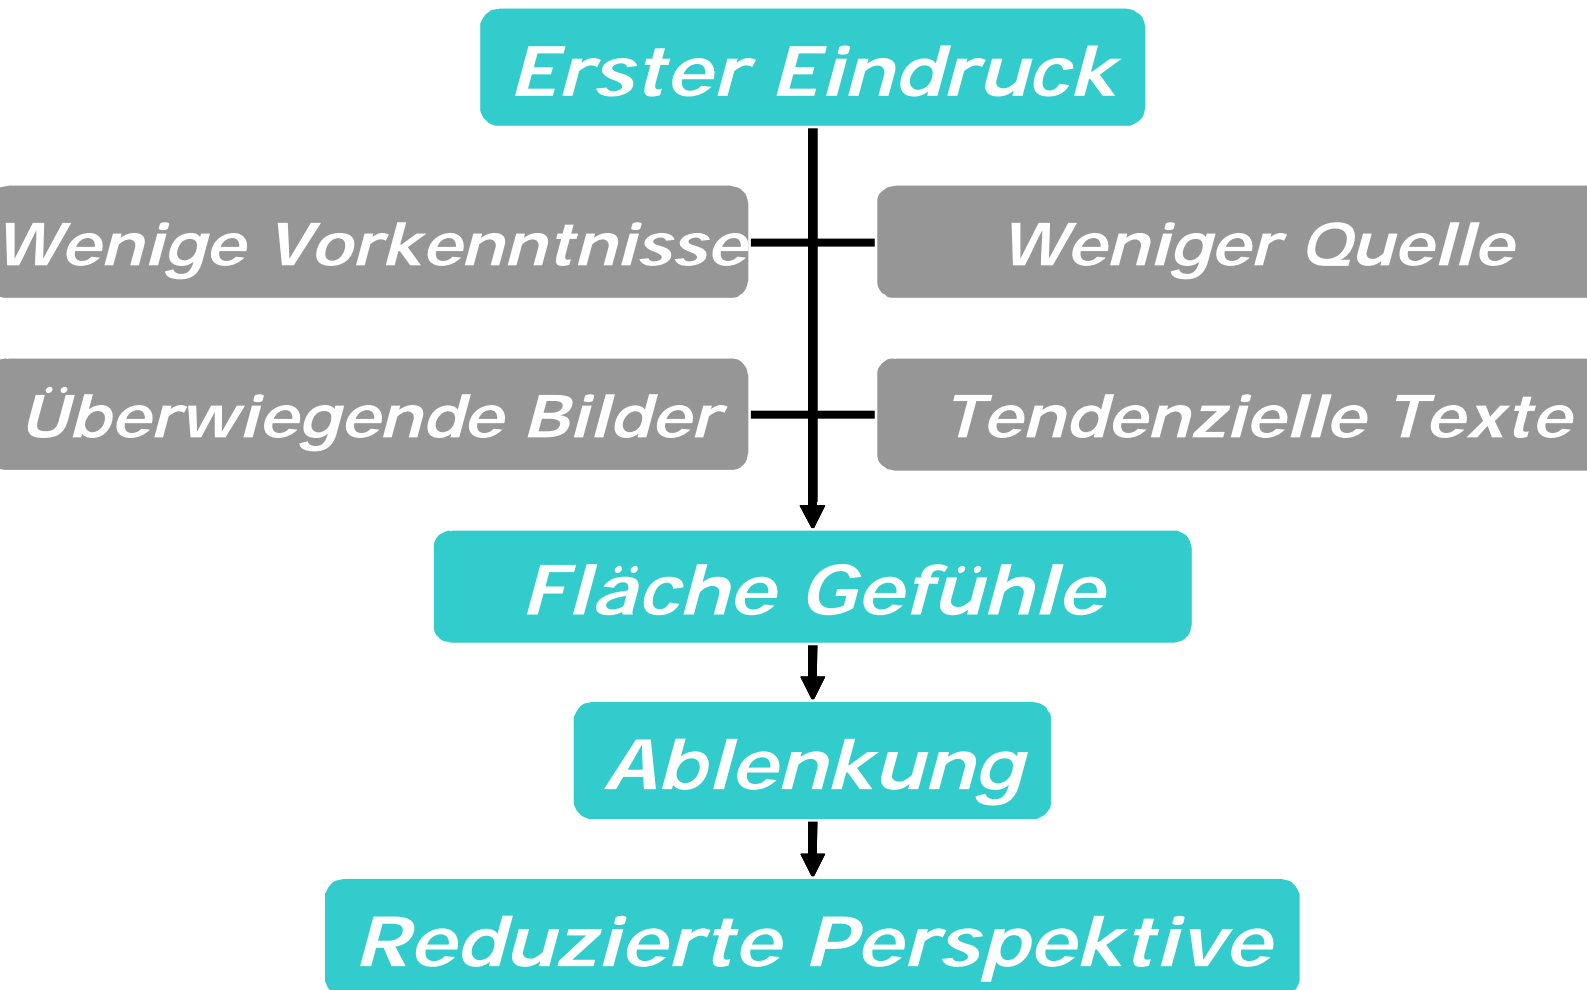 Erster Eindruck
Wenige Vorkenntnisse
Weniger Quelle
Überwiegende Bilder
Tendenzielle Texte
Fläche Gefühle
Ablenkung
Reduzierte Perspektive